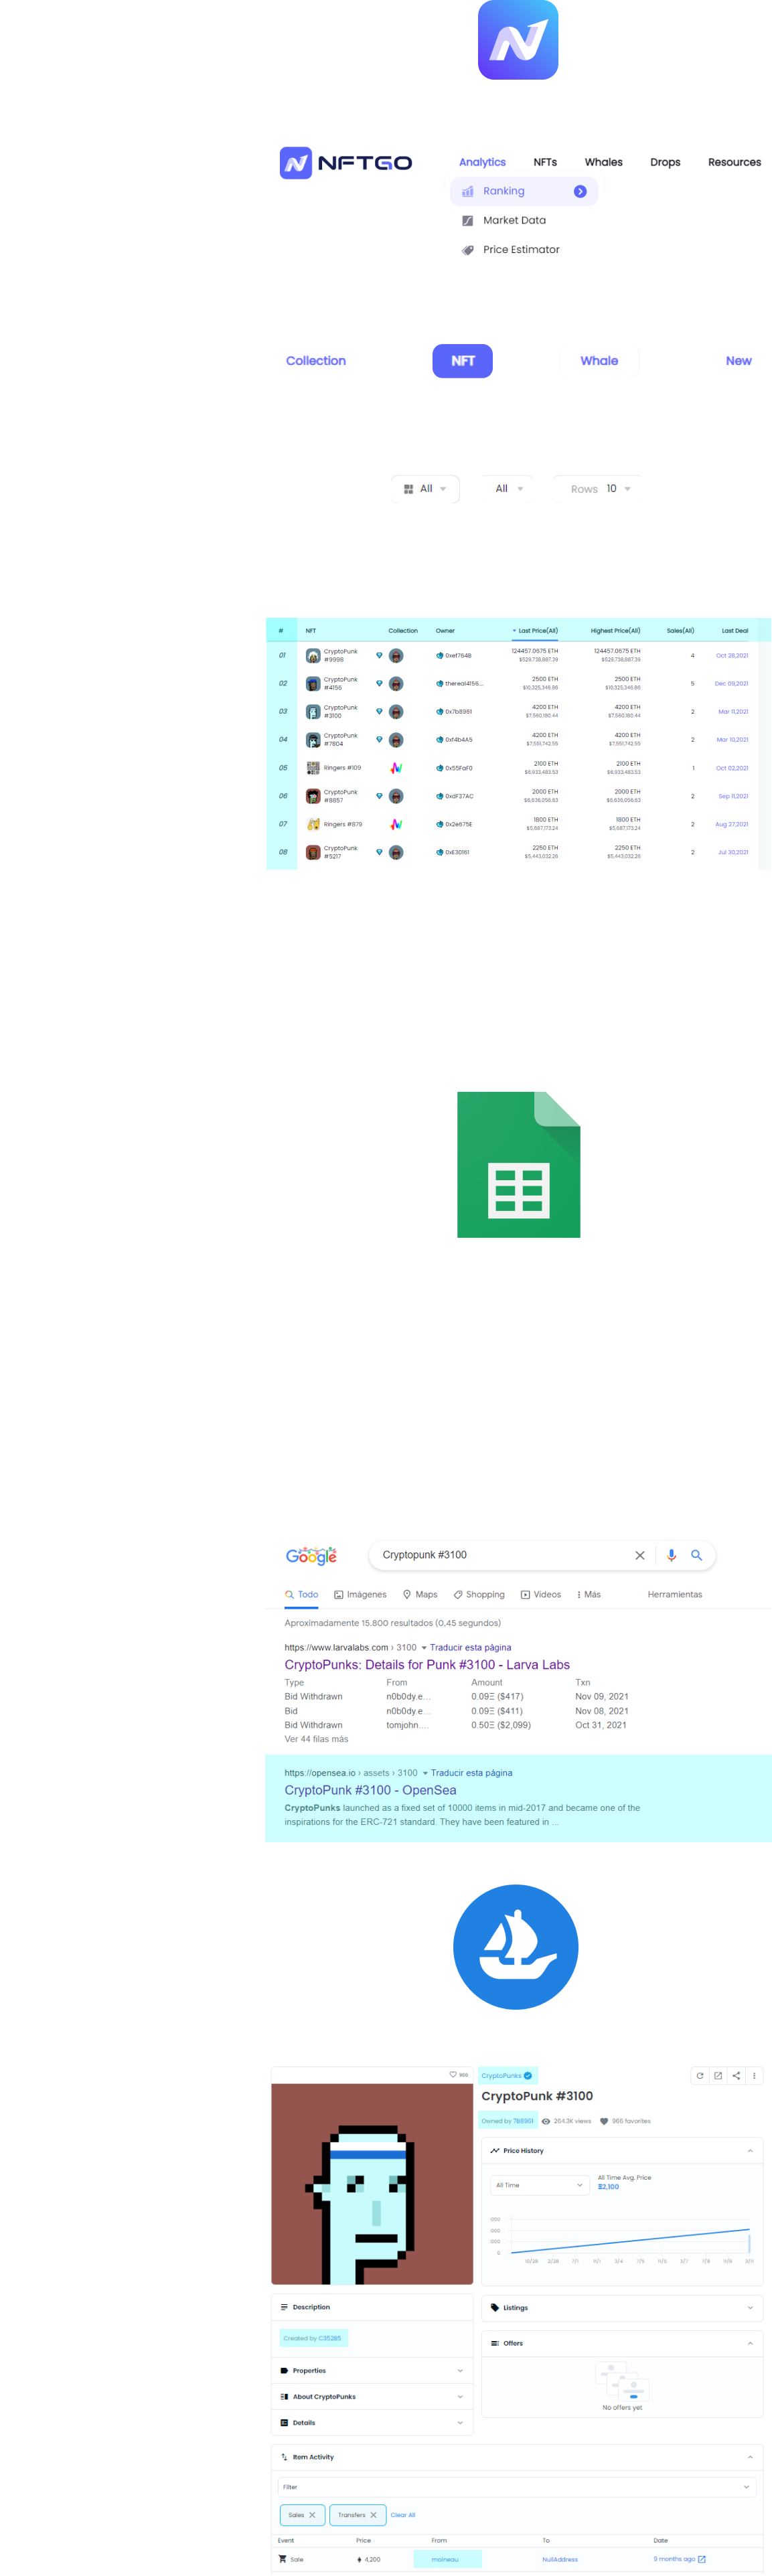 NFTGO
Analytics NFTs Whales Drops Resources
Ranking
Market Data
Price Estimator
Collection NFT Whale New
All All Rows 10
# NFT Collection Owner Last Price(All) Highest Price(All) Sales(All) Last Deal
01 CryptoPunk #9998 0xef764B 124457.0675 ETH 124457.0675 ETH 4 Oct 28,2021
$529,738,887.39 $529,738,887.39
02 CryptoPunk #4156 thereal4156... 2500 ETH 2500 ETH 5 Dec 09,2021
$10,325,346.86 $10,325,346.86
03 CryptoPunk #3100 0x7b8961 4200 ETH 4200 ETH 2 Mar 11,2021
$7,560,180.44 $7,560,180.44
04 CryptoPunk #7804 0xf4b4A5 4200 ETH 4200 ETH 2 Mar 10,2021
$7,551,742.55 $7,551,742.55
05 Ringers #109 0x55FaF0 2100 ETH 2100 ETH 1 Oct 02,2021
$6,933,483.53 $6,933,483.53
06 CryptoPunk #8857 0xdF37AC 2000 ETH 2000 ETH 2 Sep 11,2021
$6,636,056.63 $6,636,056.63
07 Ringers #879 0x2e675E 1800 ETH 1800 ETH 2 Aug 27,2021
$5,687,173.24 $5,687,173.24
08 CryptoPunk #5217 0xE30161 2250 ETH 2250 ETH 2 Jul 30,2021
$5,443,032.26 $5,443,032.26
Google
Cryptopunk #3100
Todo Imágenes Maps Shopping Vídeos Más Herramientas
Aproximadamente 15.800 resultados (0,45 segundos)
https://www.larvalabs.com › 3100 Traducir esta página
CryptoPunks: Details for Punk #3100 - Larva Labs
Type From Amount Txn
Bid Withdrawn n0b0dy.e... 0.09Ξ ($417) Nov 09, 2021
Bid n0b0dy.e... 0.09Ξ ($411) Nov 08, 2021
Bid Withdrawn tomjohn.... 0.50Ξ ($2,099) Oct 31, 2021
Ver 44 filas más
https://opensea.io › assets › 3100 Traducir esta página
CryptoPunk #3100 - OpenSea
CryptoPunks launched as a fixed set of 10000 items in mid-2017 and became one of the
inspirations for the ERC-721 standard. They have been featured in ...
966
CryptoPunks
CryptoPunk #3100
Owned by 7B8961 264.3K views 966 favorites
Price History
All Time
All Time Avg. Price
Ξ2,100
Description
Created by C352B5
Properties
About CryptoPunks
Details
Listings
Offers
No offers yet
Item Activity
Filter
Sales Transfers Clear All
Event Price From To Date
Sale 4,200 moineau NullAddress 9 months ago